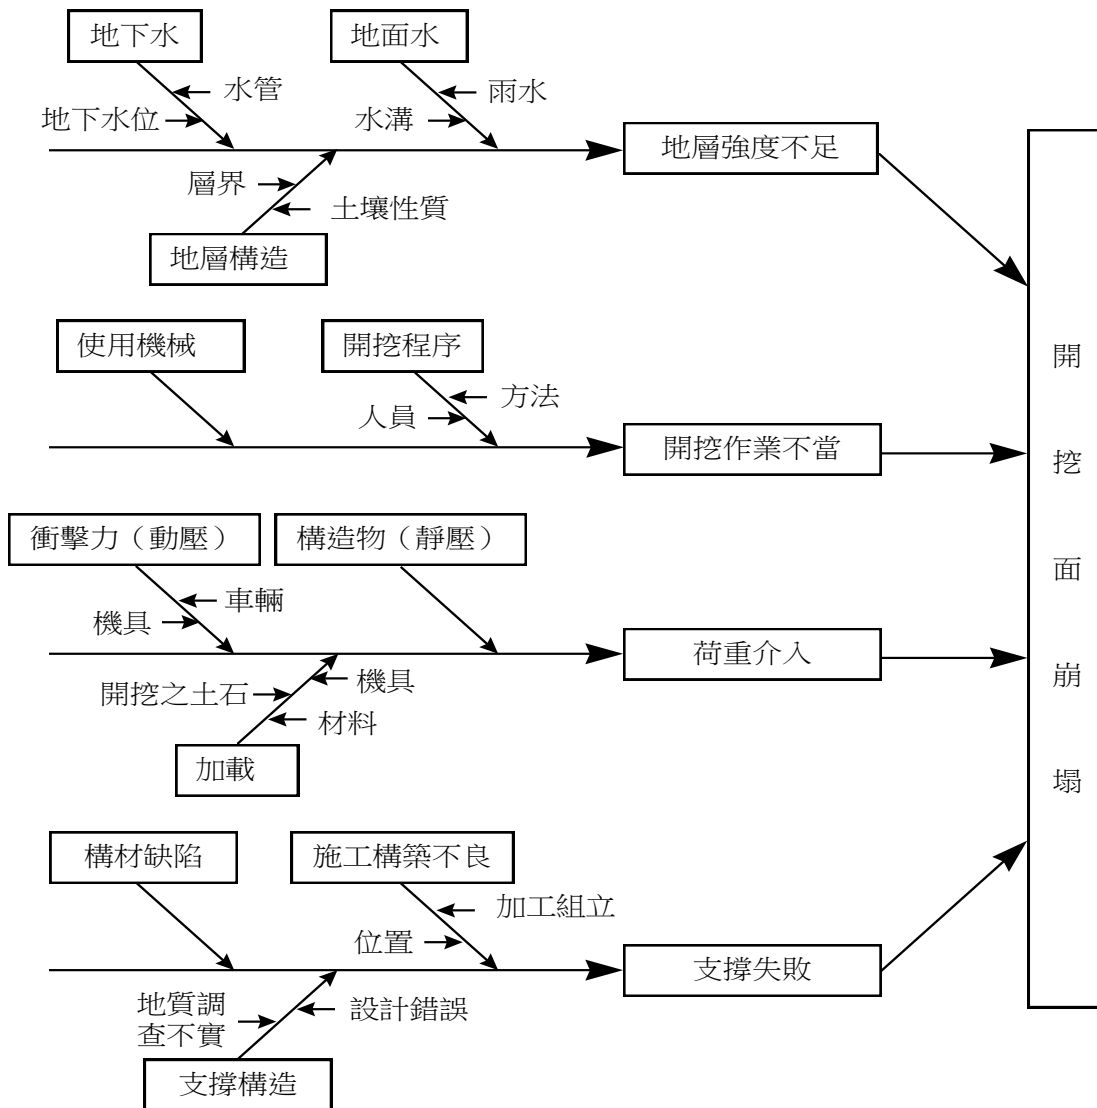 地下水
地面水
水管
雨水
地下水位
水溝
地層強度不足
層界
土壤性質
地層構造
使用機械
開挖程序
方法
人員
開挖作業不當
衝擊力（動壓）
構造物（靜壓）
車輛
機具
荷重介入
開挖之土石
機具
材料
加載
構材缺陷
施工構築不良
加工組立
位置
支撐失敗
地質調
查不實
設計錯誤
支撐構造
開挖面崩塌